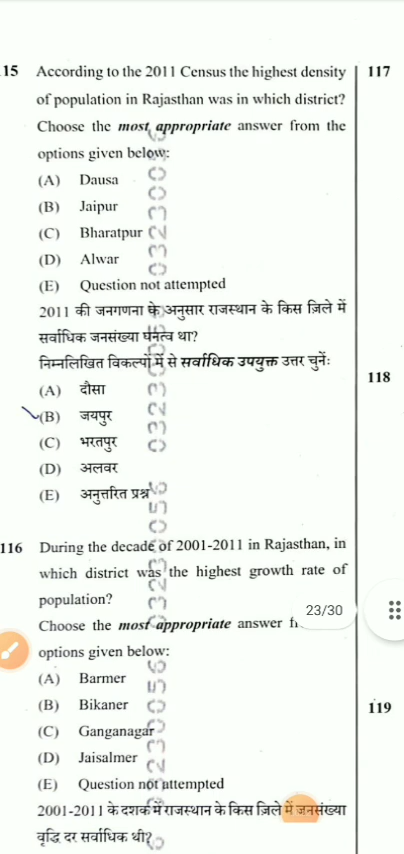 15 According to the 2011 Census the highest density
of population in Rajasthan was in which district?
Choose the most appropriate answer from the
options given below:
(A) Dausa
(B) Jaipur
(C) Bharatpur
(D) Alwar
(E) Question not attempted
2011 की जनगणना के अनुसार राजस्थान के किस ज़िले में
सर्वाधिक जनसंख्या घनत्व था?
निम्नलिखित विकल्पों में से सर्वाधिक उपयुक्त उत्तर चुनेंः
(A) दौसा
(B) जयपुर
(C) भरतपुर
(D) अलवर
(E) अनुत्तरित प्रश्न
116 During the decade of 2001-2011 in Rajasthan, in
which district was the highest growth rate of
population?
Choose the most appropriate answer
options given below:
(A) Barmer
(B) Bikaner
(C) Ganganagar
(D) Jaisalmer
(E) Question not attempted
2001-2011 के दशक में राजस्थान के किस ज़िले में जनसंख्या
वृद्धि दर सर्वाधिक थी?
117
118
23/30
119